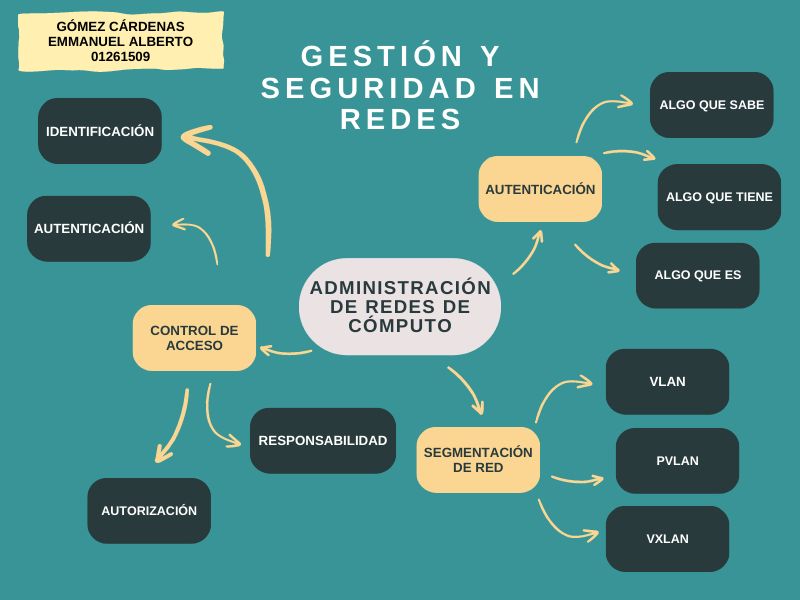 GÓMEZ CÁRDENAS
EMMANUEL ALBERTO
01261509
GESTIÓN Y
SEGURIDAD EN
REDES
IDENTIFICACIÓN
AUTENTICACIÓN
CONTROL DE
ACCESO
RESPONSABILIDAD
AUTORIZACIÓN
ADMINISTRACIÓN
DE REDES DE
CÓMPUTO
AUTENTICACIÓN
ALGO QUE SABE
ALGO QUE TIENE
ALGO QUE ES
SEGMENTACIÓN
DE RED
VLAN
PVLAN
VXLAN